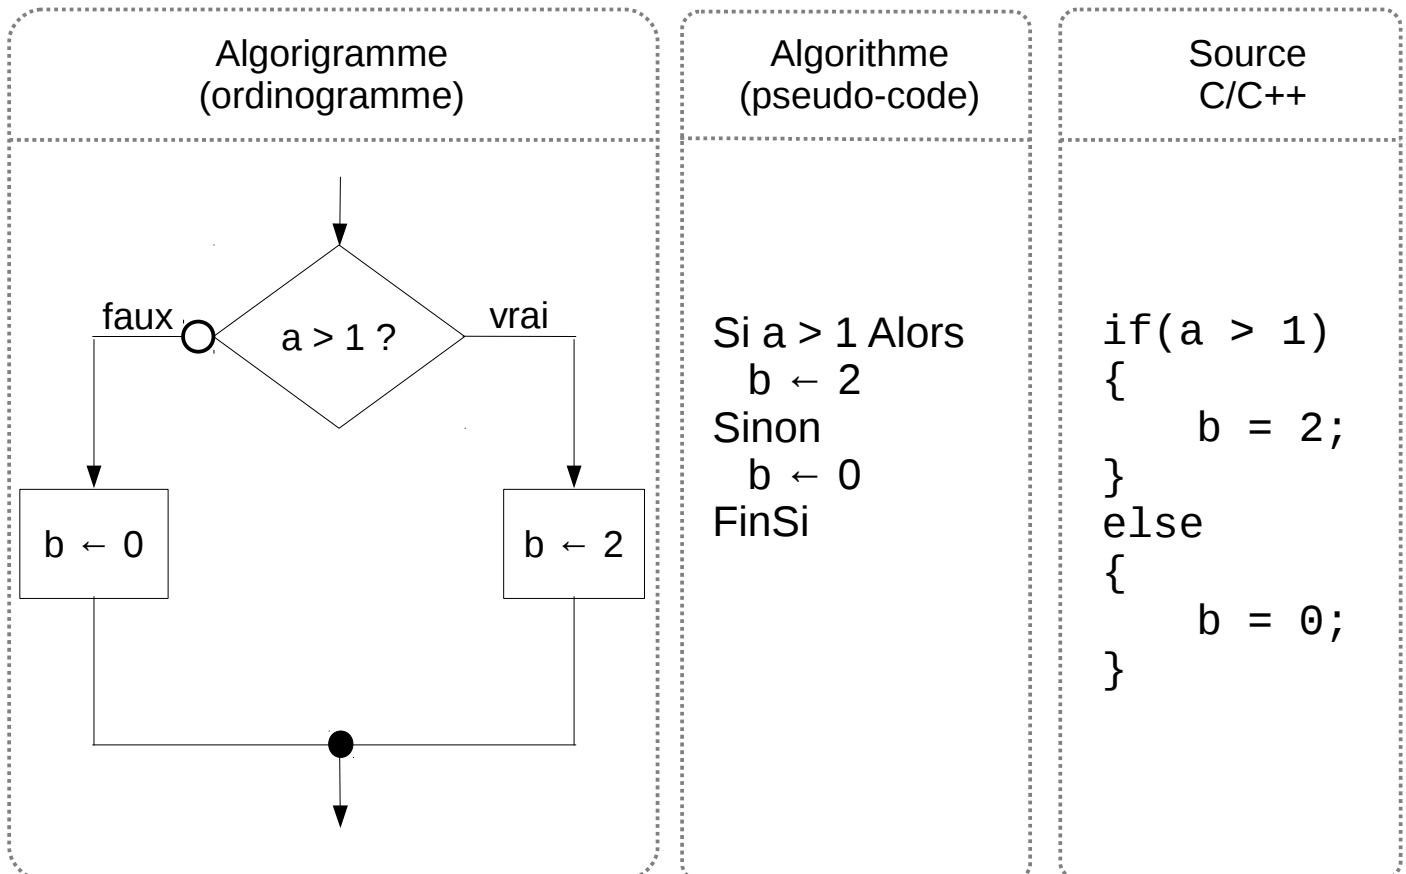 Algorigramme
(ordinogramme)
faux
a > 1 ?
vrai
b ← 0
b ← 2
Algorithme
(pseudo-code)
Si a > 1 Alors
b ← 2
Sinon
b ← 0
FinSi
Source
C/C++
if(a > 1)
{
b = 2;
}
else
{
b = 0;
}